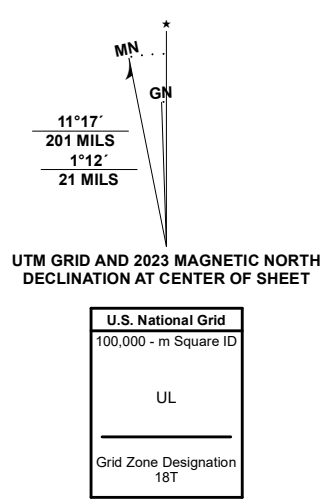 MN
GN
11°17´
201 MILS
1°12´
21 MILS
UTM GRID AND 2023 MAGNETIC NORTH
DECLINATION AT CENTER OF SHEET
U.S. National Grid
100,000 - m Square ID
UL
Grid Zone Designation
18T